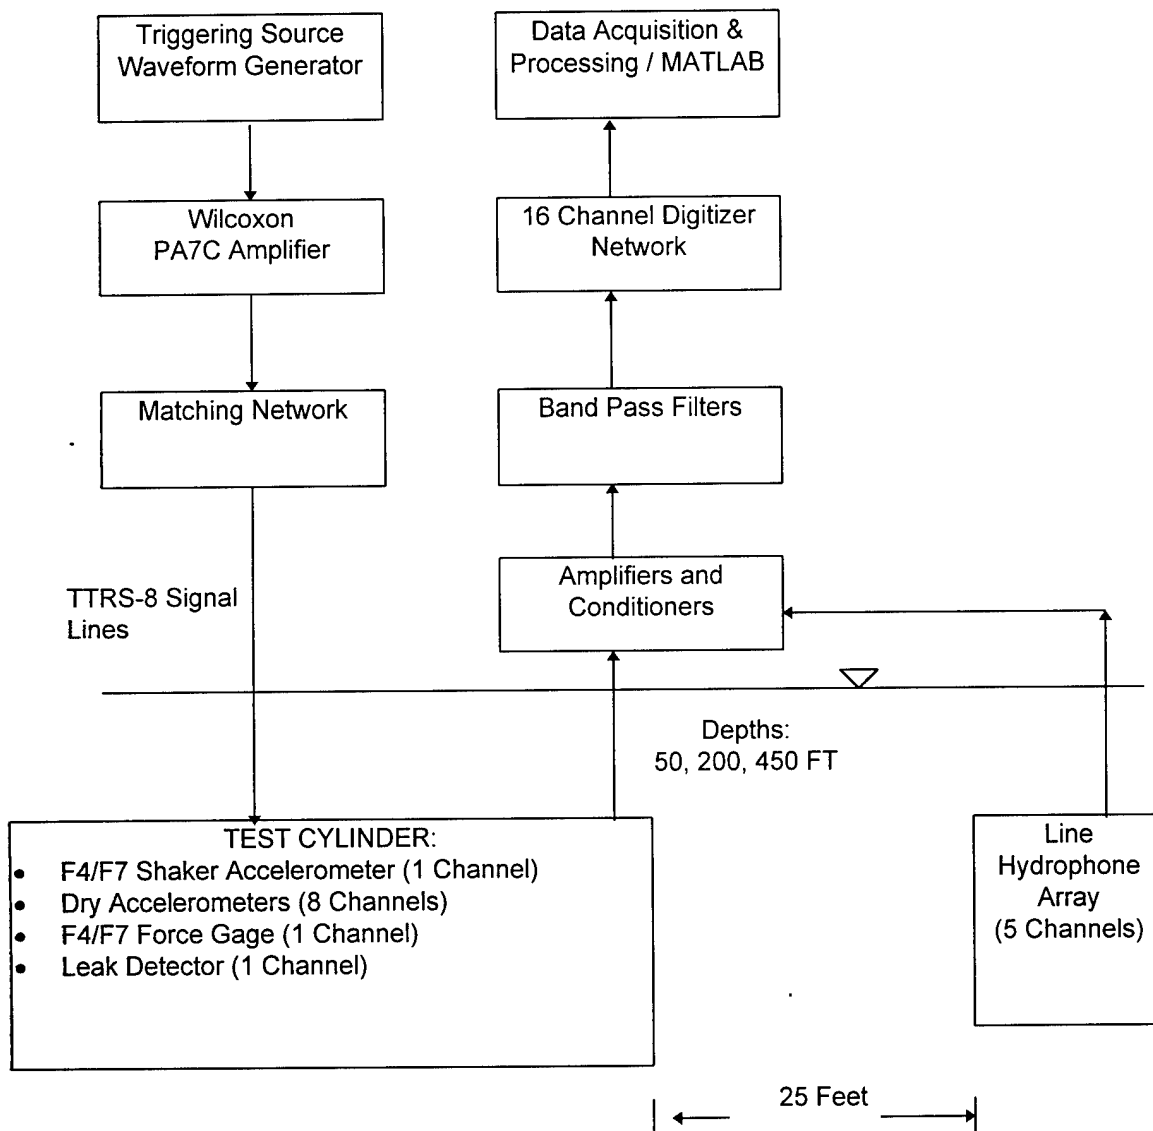 Triggering Source
Waveform Generator
Data Acquisition &
Processing / MATLAB
Wilcoxon
PA7C Amplifier
16 Channel Digitizer
Network
Matching Network
Band Pass Filters
TTRS-8 Signal
Lines
Amplifiers and
Conditioners
Depths:
50, 200, 450 FT
TEST CYLINDER:
• F4/F7 Shaker Accelerometer (1 Channel)
• Dry Accelerometers (8 Channels)
• F4/F7 Force Gage (1 Channel)
• Leak Detector (1 Channel)
Line
Hydrophone
Array
(5 Channels)
25 Feet